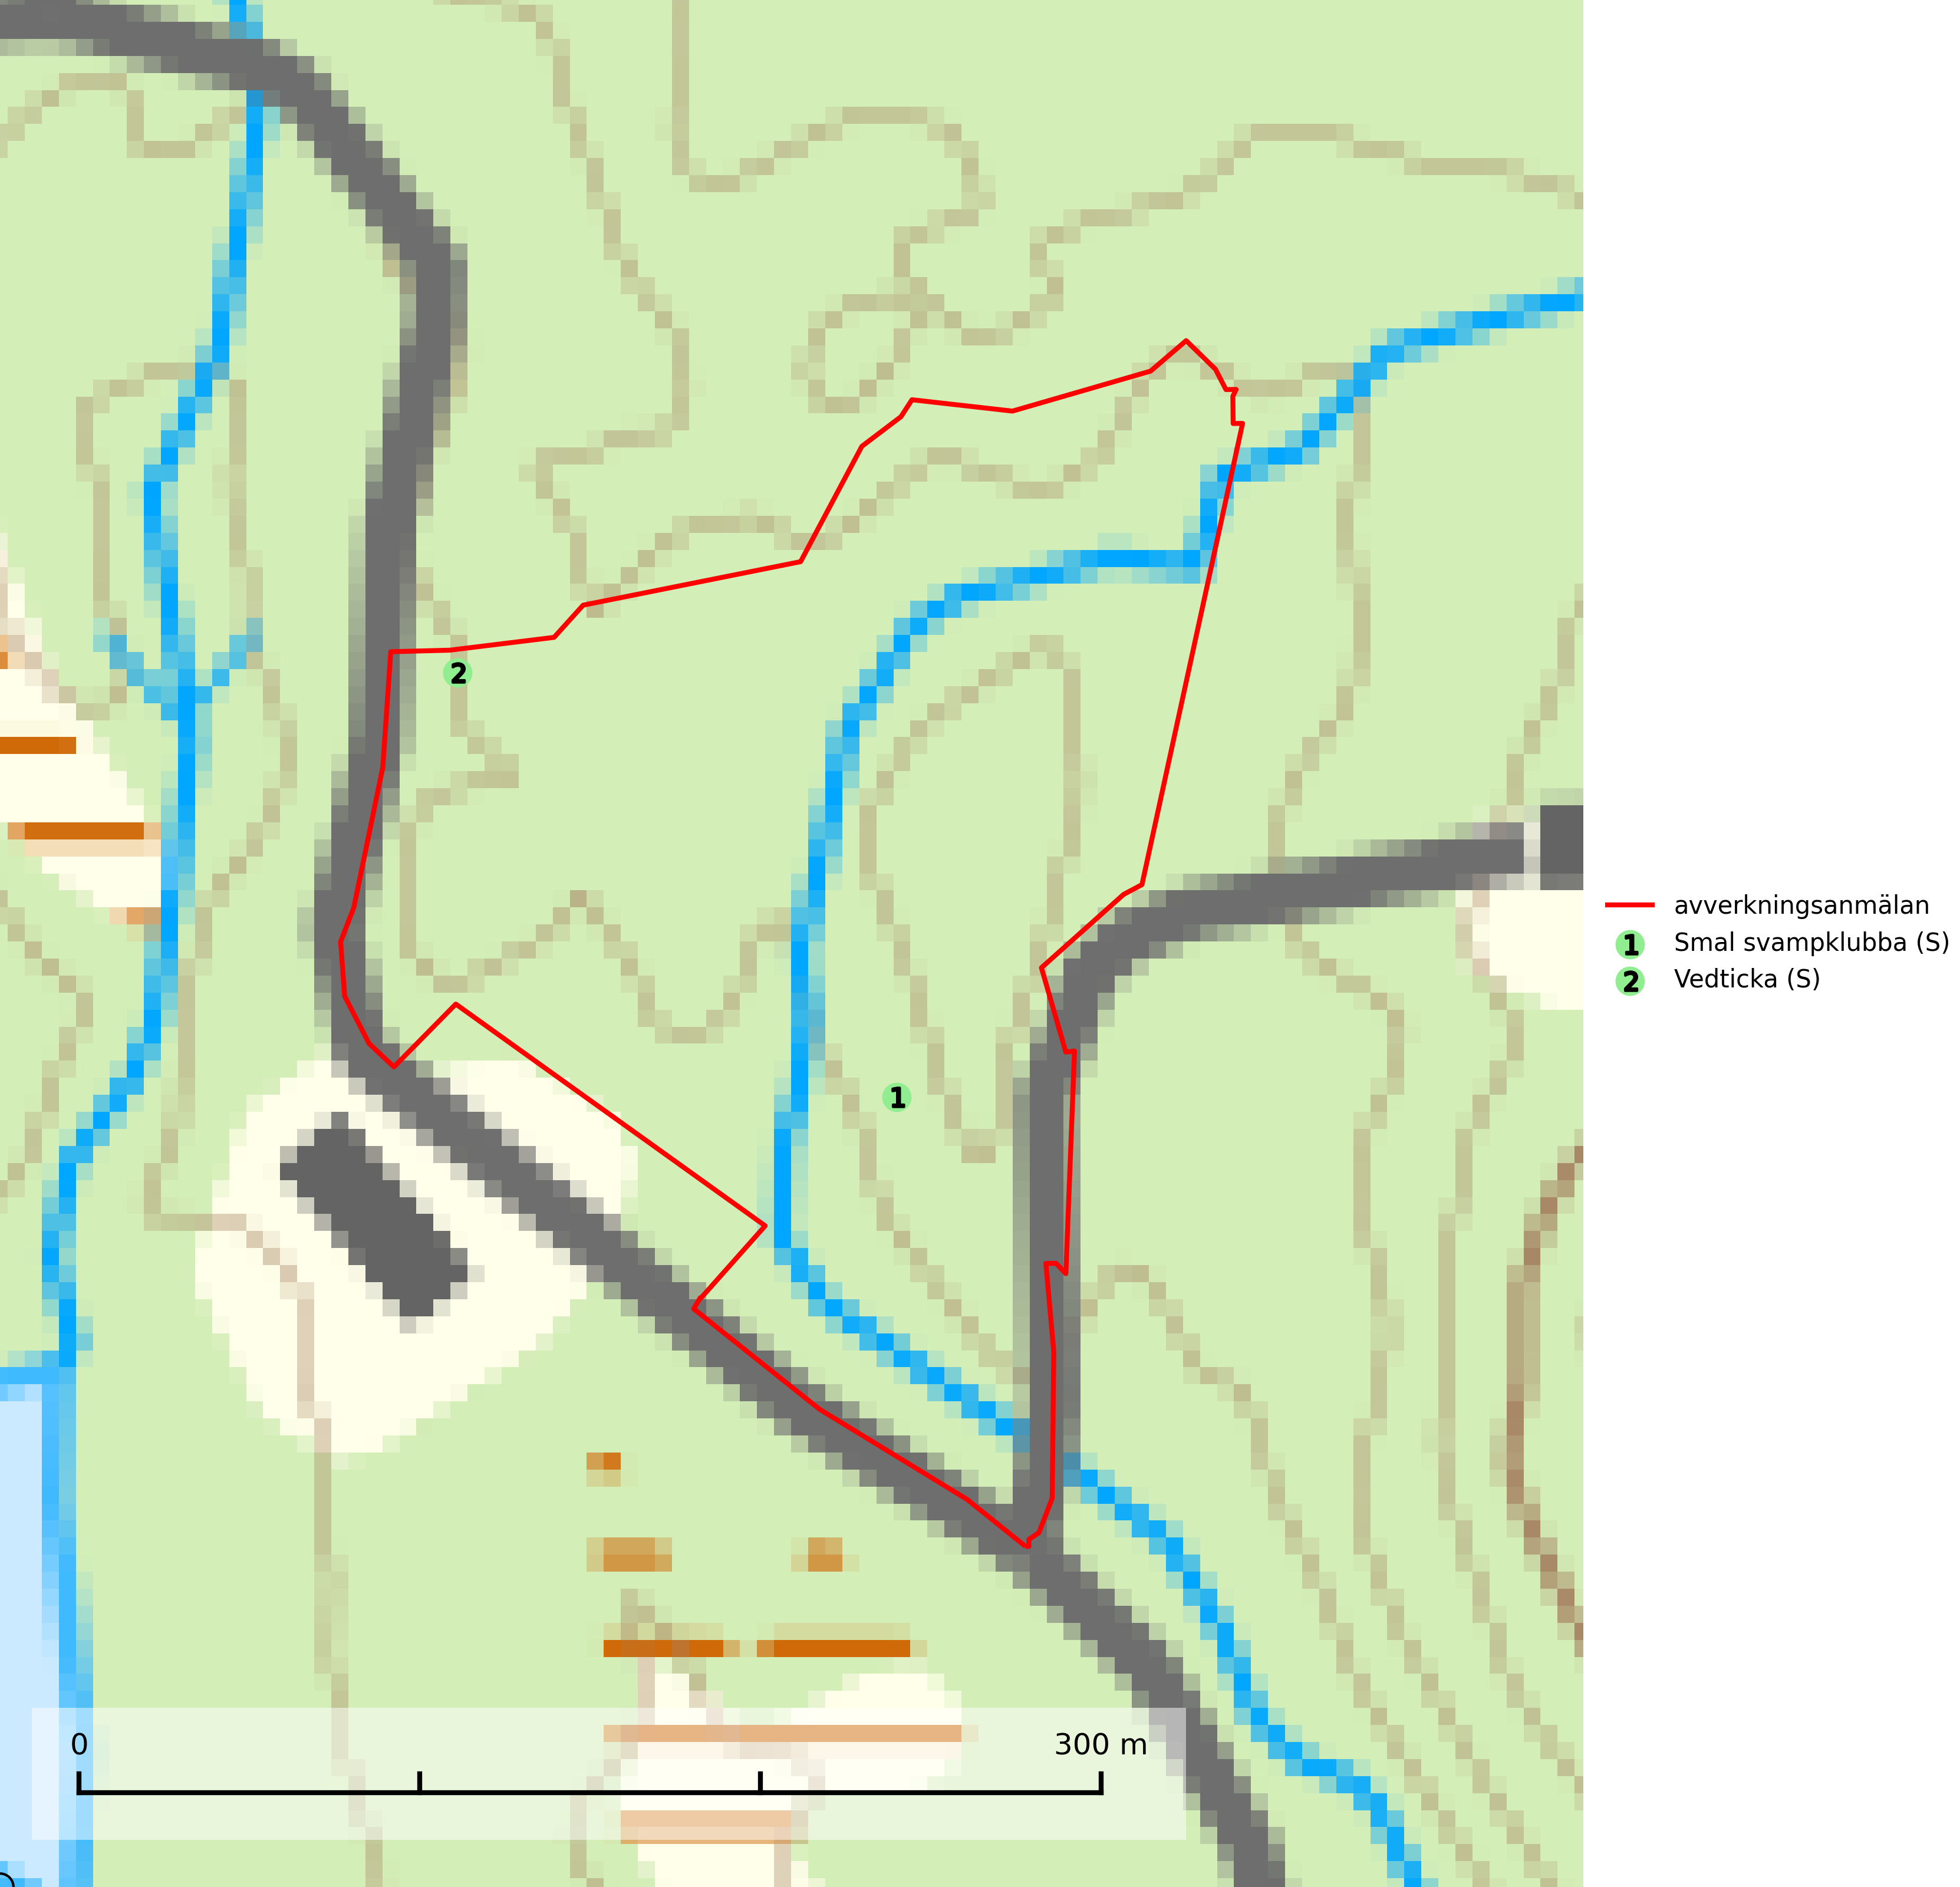 2
1
avverkningsanmälan
1 Smal svampklubba (S)
2 Vedticka (S)
0 300 m